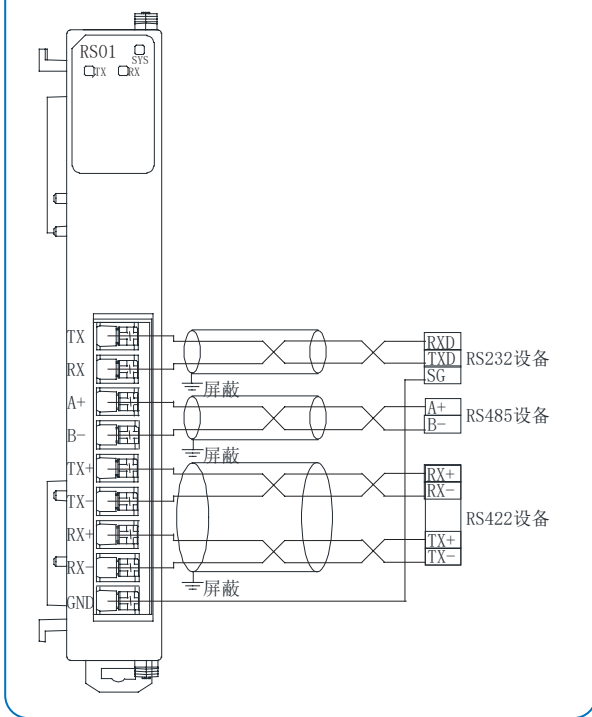 RS01
SYS
TX RX
TX
RX
A+
B-
TX+
TX-
RX+
RX-
GND
屏蔽
屏蔽
屏蔽
RXD
TXD
SG
RS232设备
A+
B-
RS485设备
RX+
RX-
RS422设备
TX+
TX-